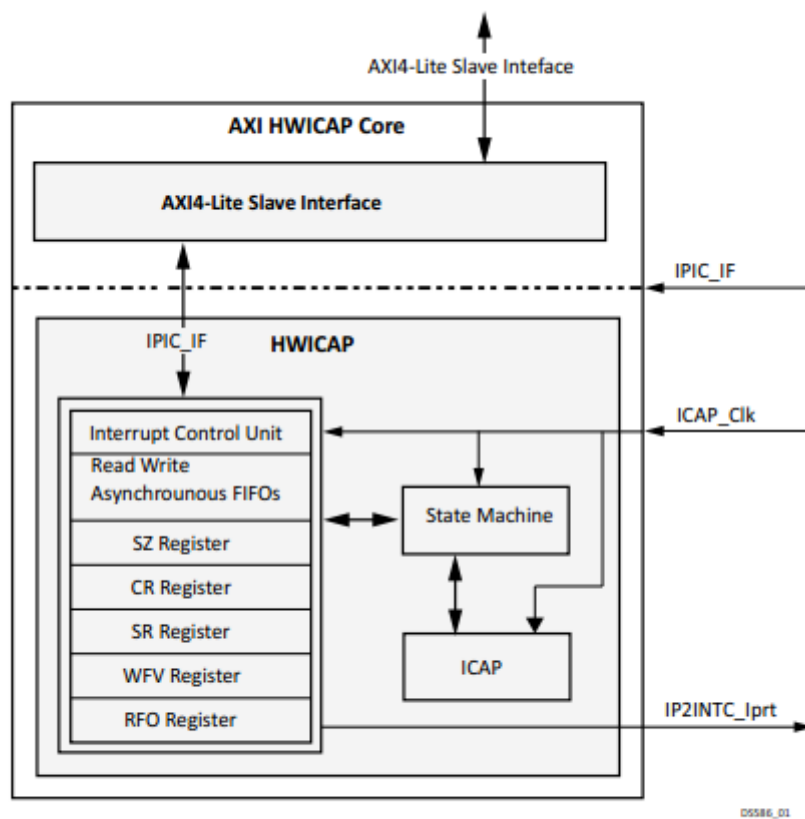 AXI4-Lite Slave Inteface
AXI HWICAP Core
AXI4-Lite Slave Interface
IPIC_IF
IPIC_IF
HWICAP
ICAP_Clk
Interrupt Control Unit
Read Write
Asynchrounous FIFOs
State Machine
SZ Register
CR Register
SR Register
ICAP
WFV Register
RFO Register
IP2INTC_Iprt
DS586_01